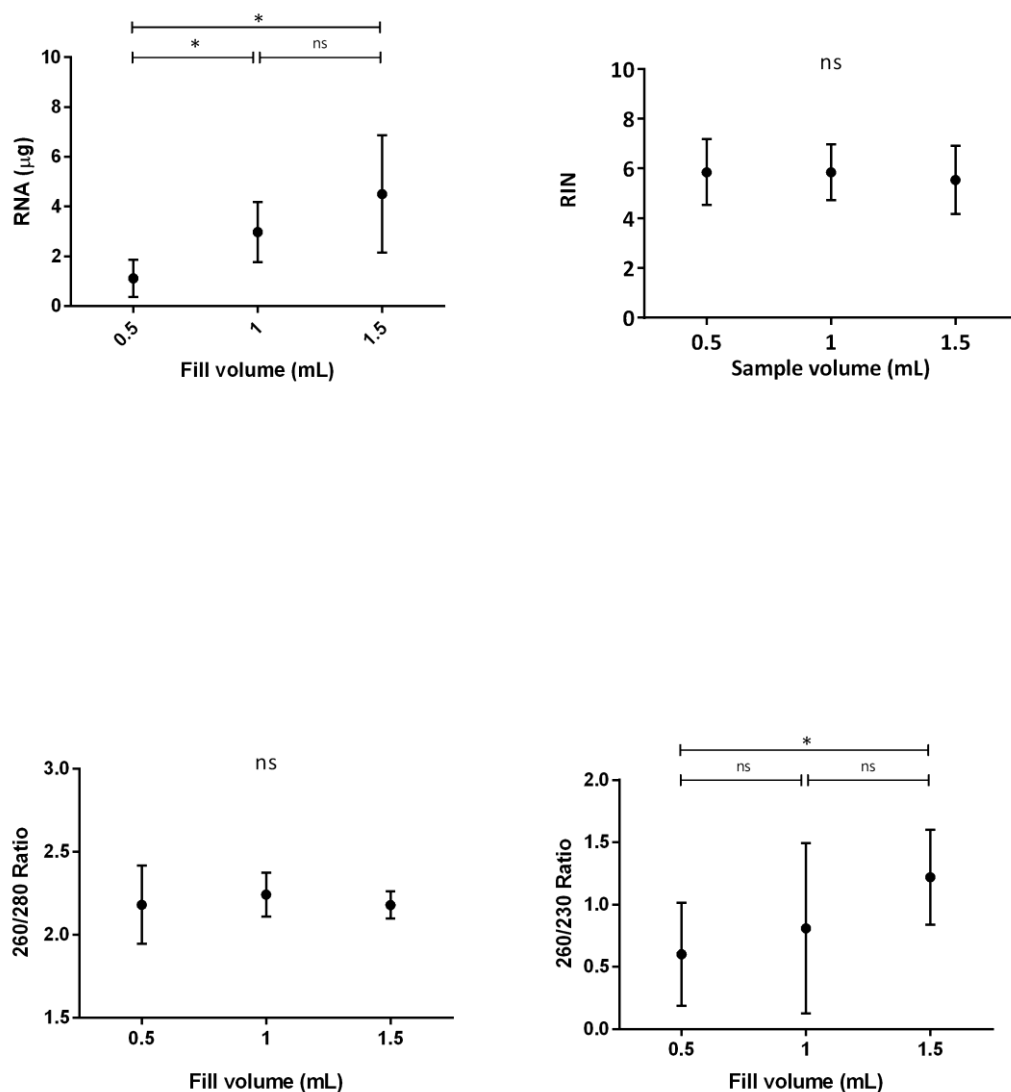 *
* ns
10
8
6
4
2
0
RNA (µg)
0.5 1 1.5
Fill volume (mL)
ns
10
8
6
4
2
0
RIN
0.5 1 1.5
Sample volume (mL)
ns
3.0
2.5
2.0
1.5
260/280 Ratio
0.5 1 1.5
Fill volume (mL)
*
ns ns
2.0
1.5
1.0
0.5
0.0
260/230 Ratio
0.5 1 1.5
Fill volume (mL)